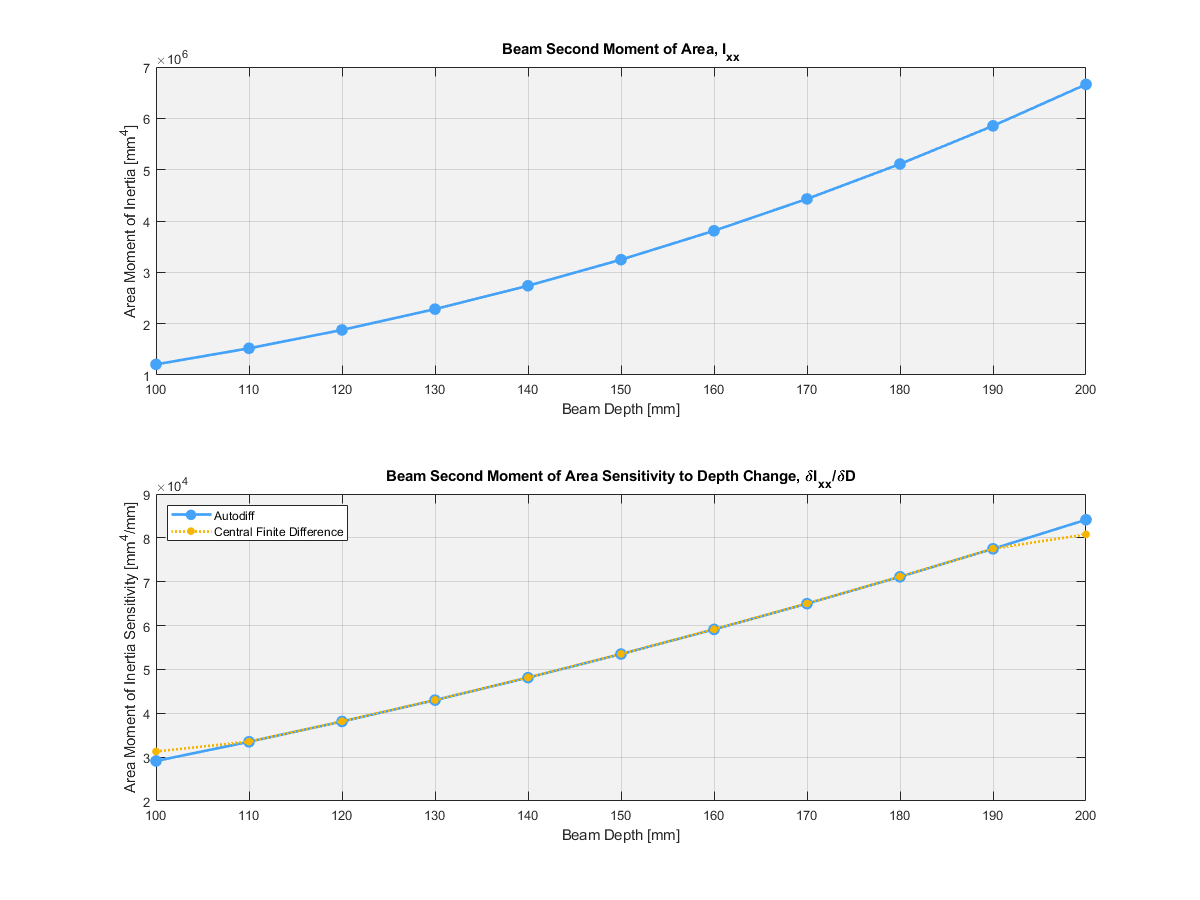 Beam Second Moment of Area, I_xx
×10^6
Area Moment of Inertia [mm^4]
7
6
5
4
3
2
1
100 110 120 130 140 150 160 170 180 190 200
Beam Depth [mm]
Beam Second Moment of Area Sensitivity to Depth Change, δI_xx/δD
×10^4
Area Moment of Inertia Sensitivity [mm^4/mm]
9
8
7
6
5
4
3
2
Autodiff
Central Finite Difference
100 110 120 130 140 150 160 170 180 190 200
Beam Depth [mm]